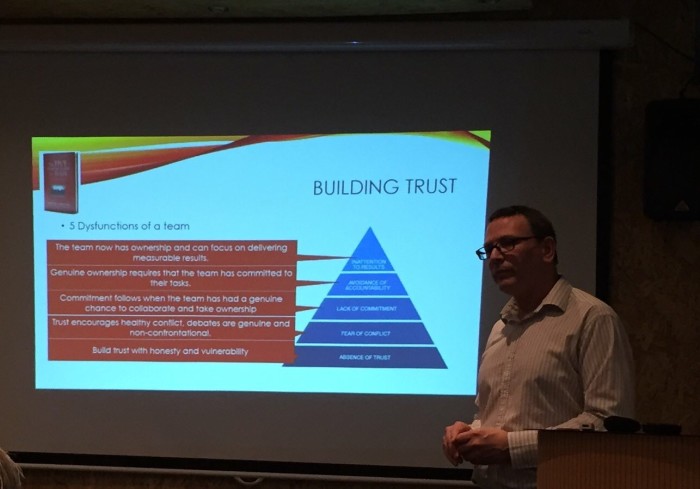 BUILDING TRUST
• 5 Dysfunctions of a team
The team now has ownership and can focus on delivering
measurable results.
Genuine ownership requires that the team has committed to
their tasks.
Commitment follows when the team has had a genuine
chance to collaborate and take ownership
Trust encourages healthy conflict, debates are genuine and
non-confrontational.
Build trust with honesty and vulnerability
INATTENTION
TO RESULTS
AVOIDANCE OF
ACCOUNTABILITY
LACK OF COMMITMENT
FEAR OF CONFLICT
ABSENCE OF TRUST